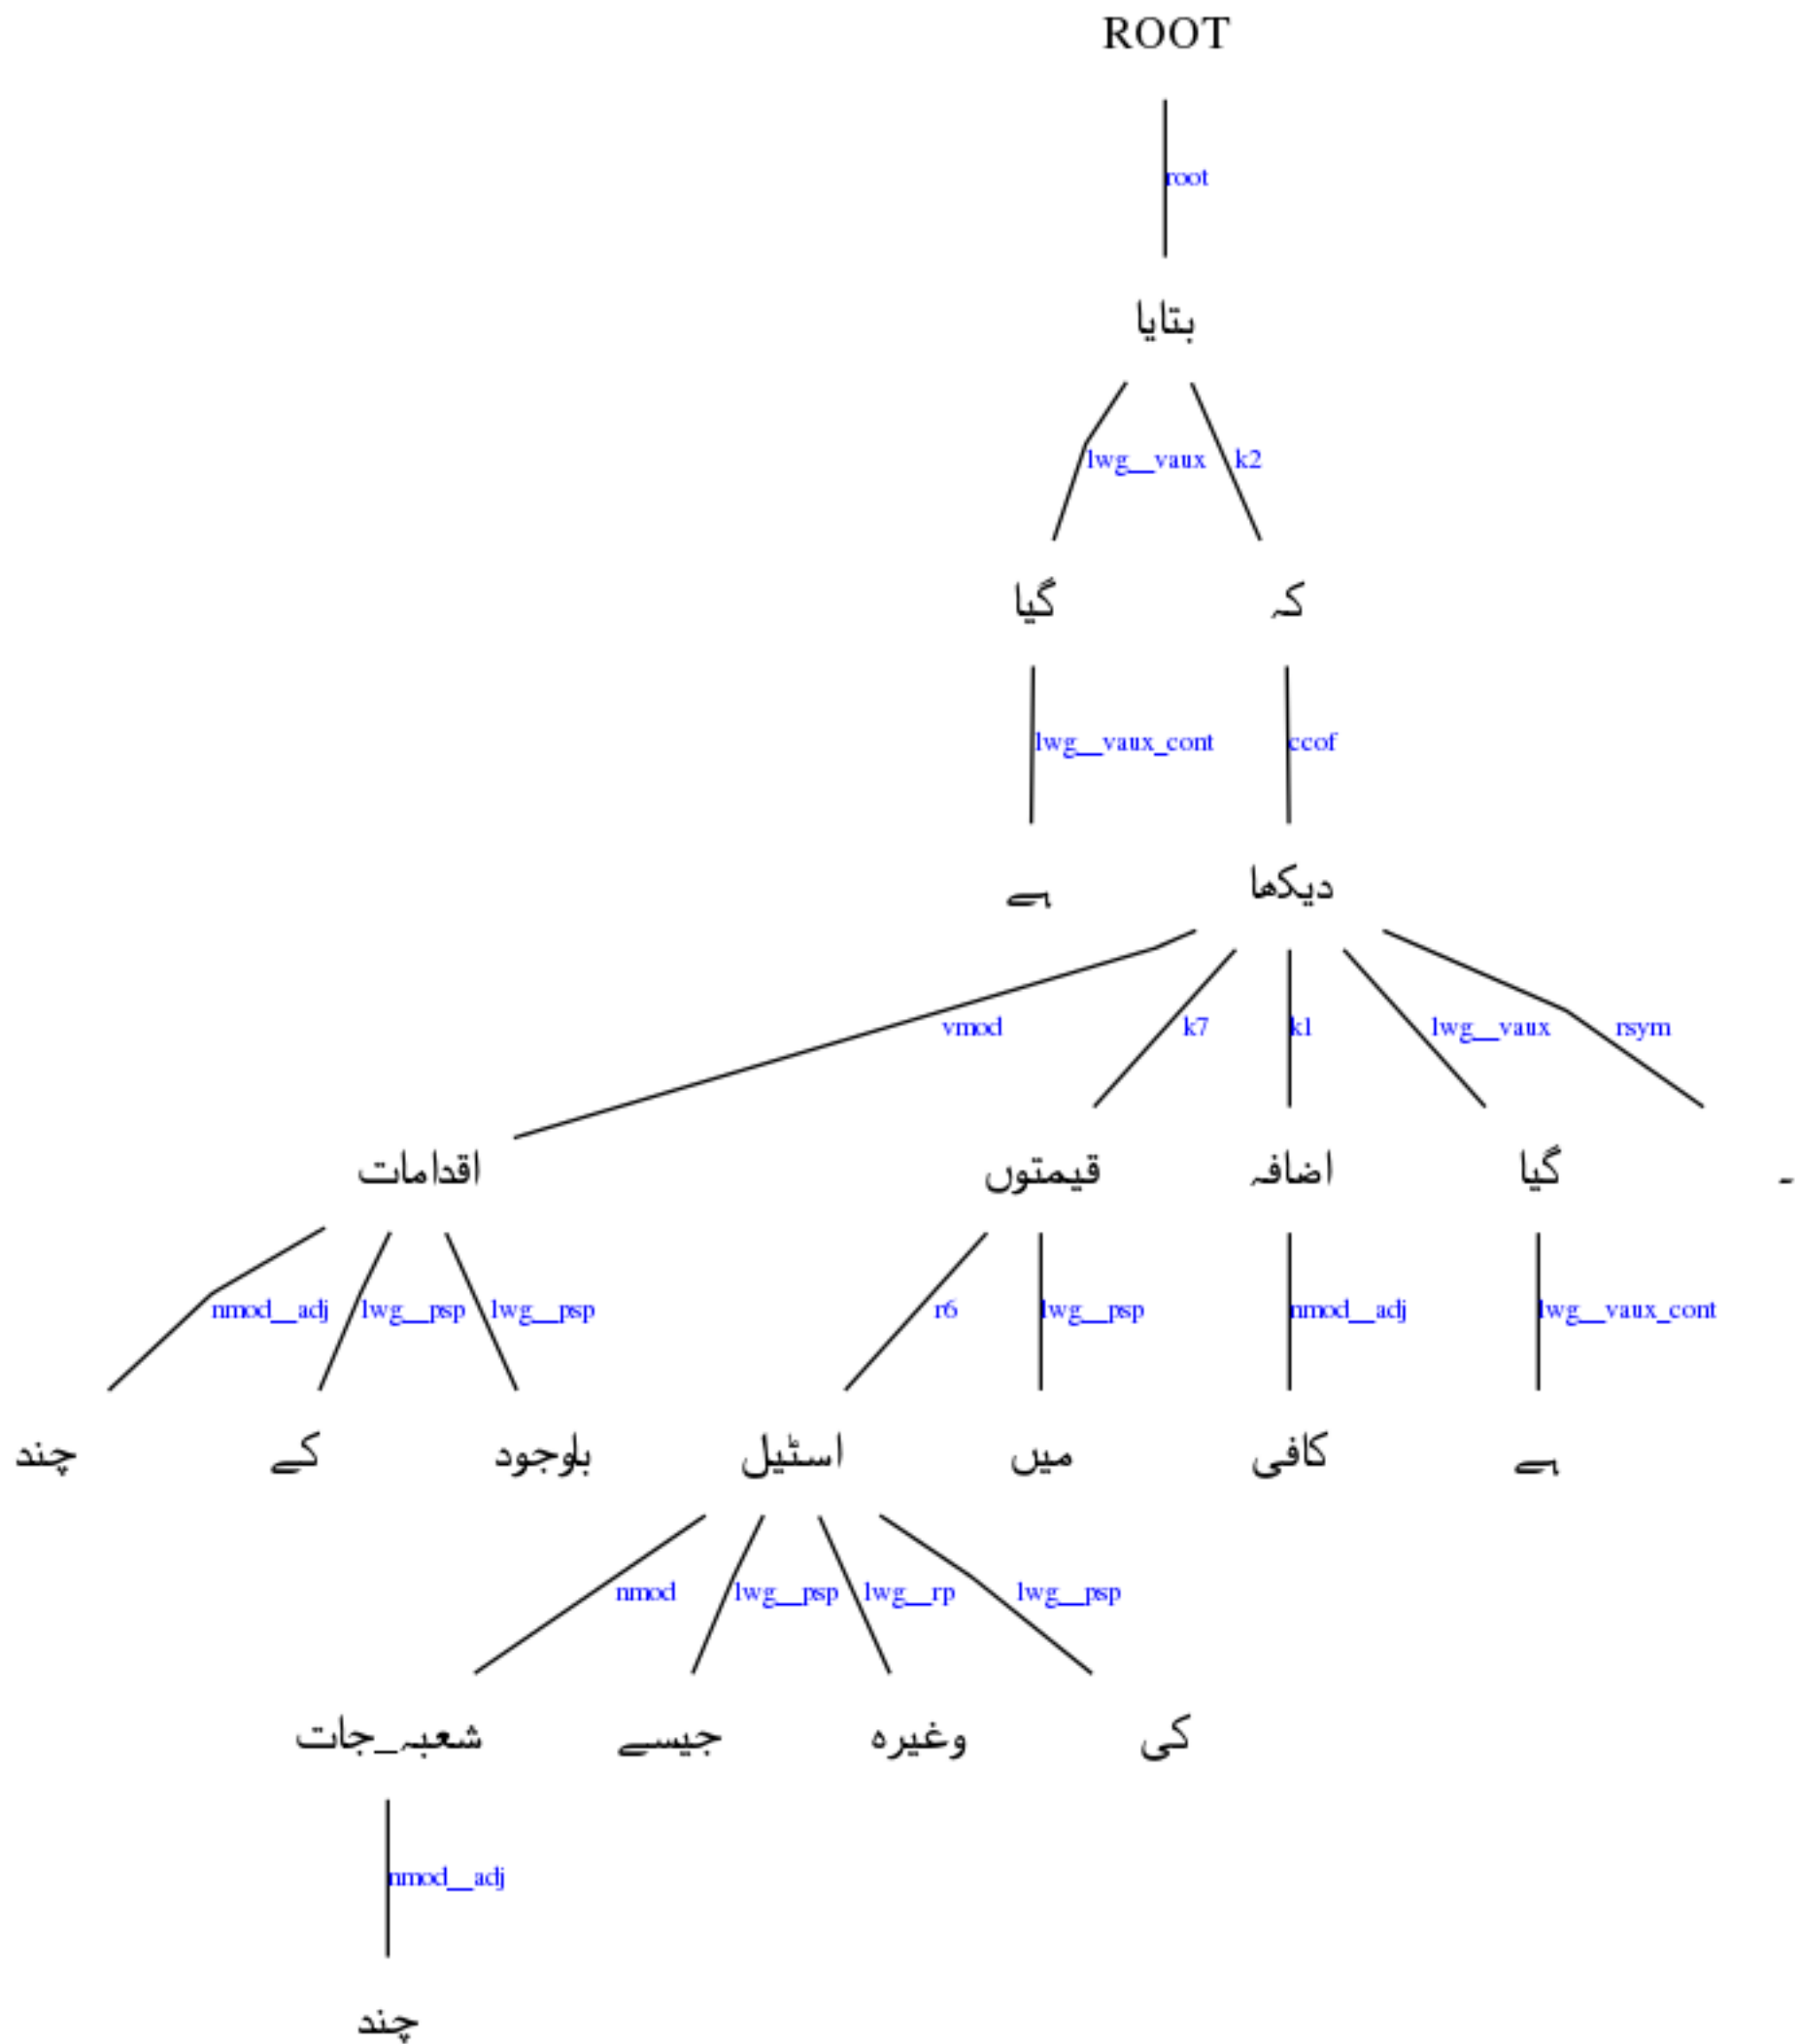 ROOT
root
بتایا
lwg__vaux k2
گیا کہ
lwg__vaux_cont ccof
ہے دیکھا
vmod k7 k1 lwg__vaux rsym
اقدامات قیمتوں اضافہ گیا ۔
nmod__adj lwg__psp lwg__psp r6 lwg__psp nmod__adj lwg__vaux_cont
چند کے باوجود اسٹیل میں کافی ہے
nmod lwg__psp lwg__rp lwg__psp
شعبہ_جات جیسے وغیرہ کی
nmod__adj
چند